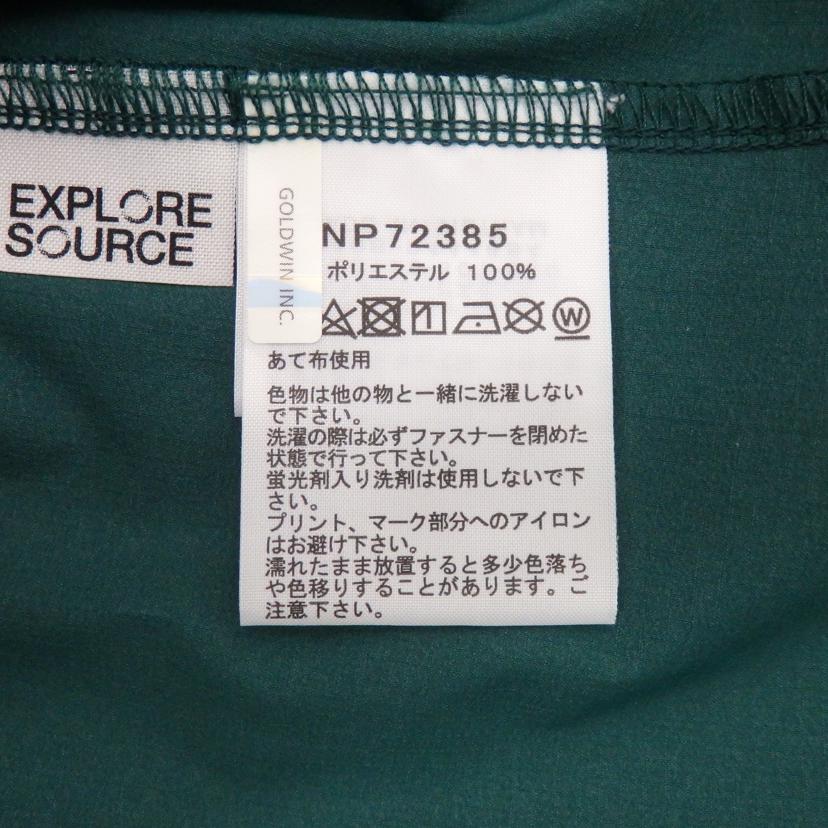 EXPLORE
SOURCE
GOLDWIN INC.
NP72385
ポリエステル 100%
W
あて布使用
色物は他の物と一緒に洗濯しない
で下さい。
洗濯の際は必ずファスナーを閉めた
状態で行って下さい。
蛍光剤入り洗剤は使用しないで下
さい。
プリント、マーク部分へのアイロン
はお避け下さい。
濡れたまま放置すると多少色落ち
や色移りすることがあります。ご
注意下さい。